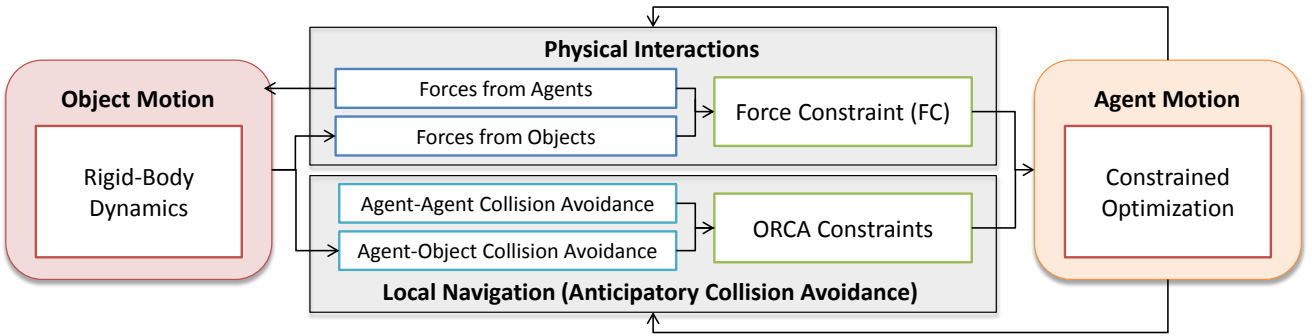 Physical Interactions
Object Motion
Rigid-Body
Dynamics
Forces from Agents
Forces from Objects
Force Constraint (FC)
Agent-Agent Collision Avoidance
Agent-Object Collision Avoidance
ORCA Constraints
Local Navigation (Anticipatory Collision Avoidance)
Agent Motion
Constrained
Optimization